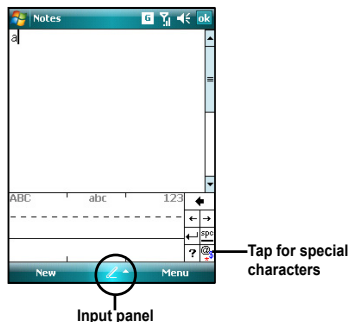 Notes G ok
a
ABC abc 123
← →
spc
? @
Tap for special
characters
New Menu
Input panel